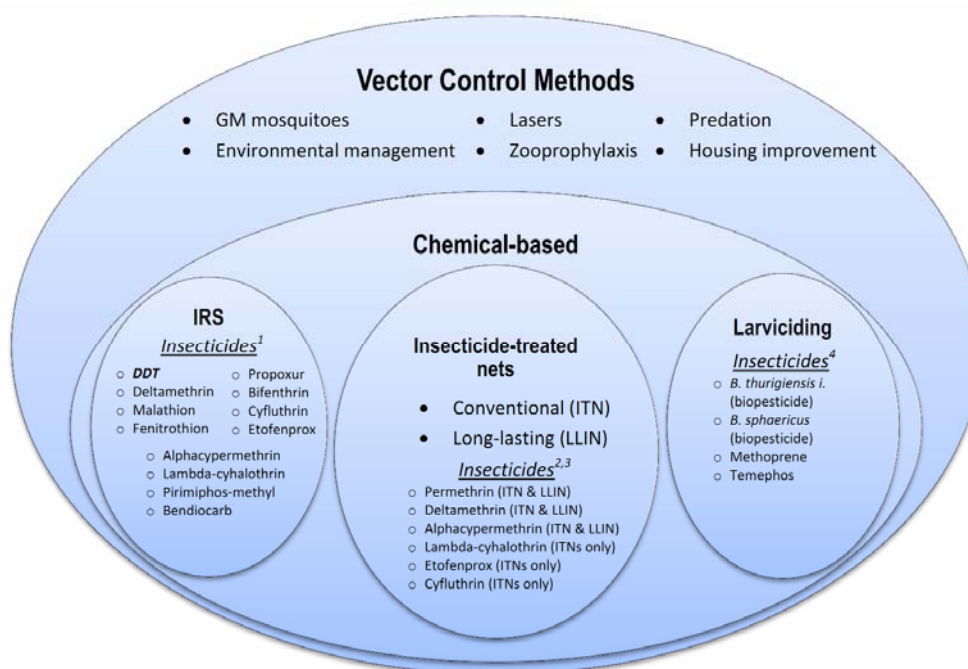 Vector Control Methods
• GM mosquitoes
• Lasers
• Predation
• Environmental management
• Zooprophylaxis
• Housing improvement
Chemical-based
IRS
Insecticides1
○ DDT
○ Deltamethrin
○ Malathion
○ Fenitrothion
○ Propoxur
○ Bifenthrin
○ Cyfluthrin
○ Etofenprox
○ Alphacypermethrin
○ Lambda-cyhalothrin
○ Pirimiphos-methyl
○ Bendiocarb
Insecticide-treated
nets
• Conventional (ITN)
• Long-lasting (LLIN)
Insecticides2,3
○ Permethrin (ITN & LLIN)
○ Deltamethrin (ITN & LLIN)
○ Alphacypermethrin (ITN & LLIN)
○ Lambda-cyhalothrin (ITNs only)
○ Etofenprox (ITNs only)
○ Cyfluthrin (ITNs only)
Larviciding
Insecticides4
○ B. thurigiensis i.
(biopesticide)
○ B. sphaericus
(biopesticide)
○ Methoprene
○ Temephos